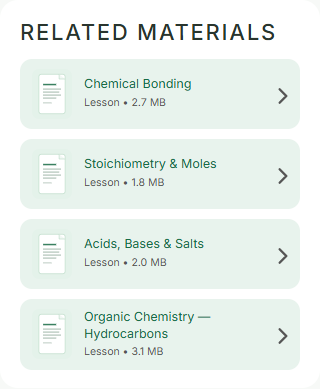 RELATED MATERIALS
Chemical Bonding
Lesson • 2.7 MB
Stoichiometry & Moles
Lesson • 1.8 MB
Acids, Bases & Salts
Lesson • 2.0 MB
Organic Chemistry —
Hydrocarbons
Lesson • 3.1 MB